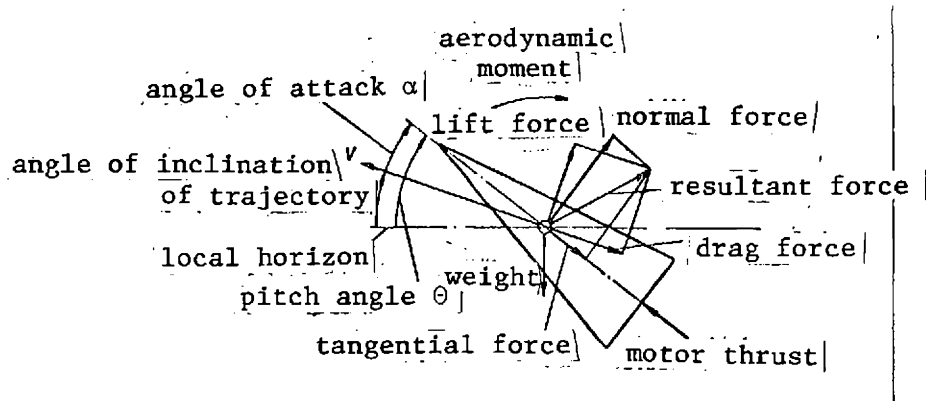 aerodynamic
moment
angle of attack α
lift force
normal force
angle of inclination
of trajectory
V
resultant force
local horizon
drag force
pitch angle Θ
weight
tangential force
motor thrust